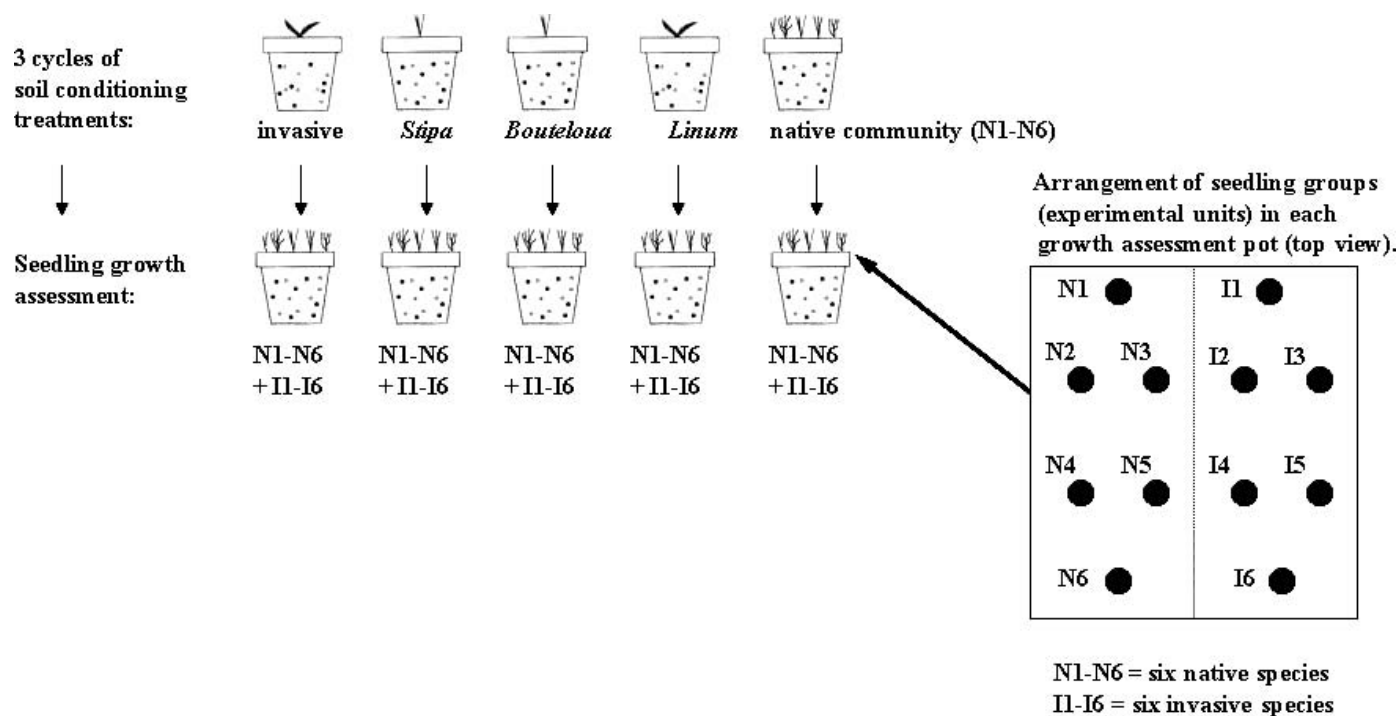 3 cycles of
soil conditioning
treatments:
invasive
Stipa
Bouteloua
Linum
native community (N1-N6)
Seedling growth
assessment:
N1-N6
+ I1-I6
N1-N6
+ I1-I6
N1-N6
+ I1-I6
N1-N6
+ I1-I6
N1-N6
+ I1-I6
Arrangement of seedling groups
(experimental units) in each
growth assessment pot (top view).
N1
I1
N2
N3
I2
I3
N4
N5
I4
I5
N6
I6
N1-N6 = six native species
I1-I6 = six invasive species